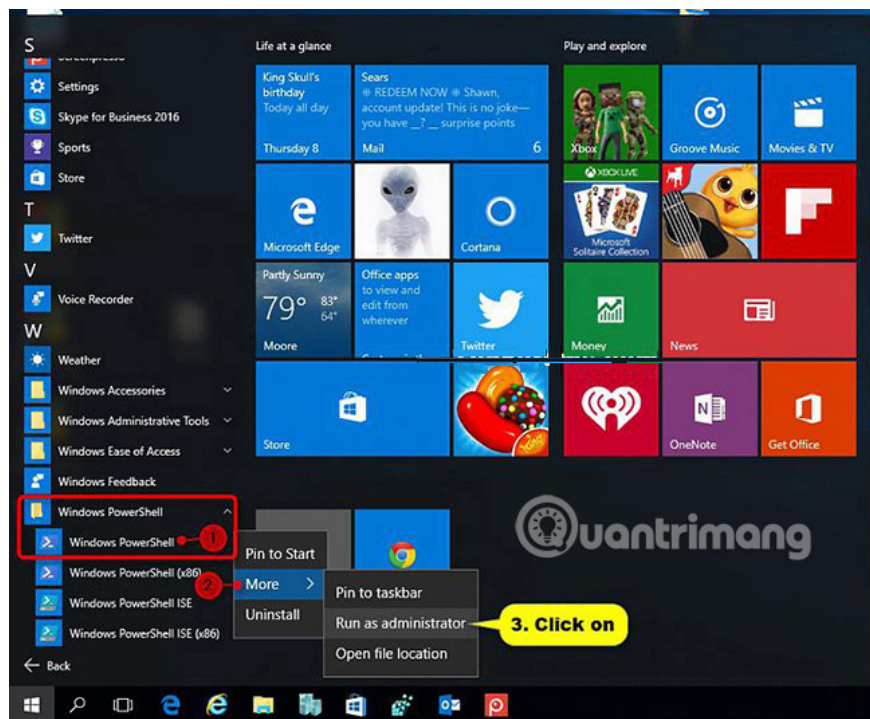 S
Settings
Skype for Business 2016
Sports
Store
T
Twitter
V
Voice Recorder
W
Weather
Windows Accessories
Windows Administrative Tools
Windows Ease of Access
Windows Feedback
Windows PowerShell
Windows PowerShell
1
Windows PowerShell (x86)
Windows PowerShell ISE
Windows PowerShell ISE (x86)
Back
Life at a glance
King Skull's
birthday
Today all day
Thursday 8
Sears
REDEEM NOW Shawn,
account update! This is no joke—
you have _?_ surprise points
Mail
6
Microsoft Edge
Cortana
Partly Sunny
79° 83°
64°
Moore
Office apps
to view and
edit from
wherever
Twitter
Store
King
Play and explore
Xbox
Groove Music
Movies & TV
XBOX LIVE
Microsoft
Solitaire Collection
Money
News
OneNote
Get Office
Quantrimang
Pin to Start
2
More
Uninstall
Pin to taskbar
Run as administrator
Open file location
3. Click on